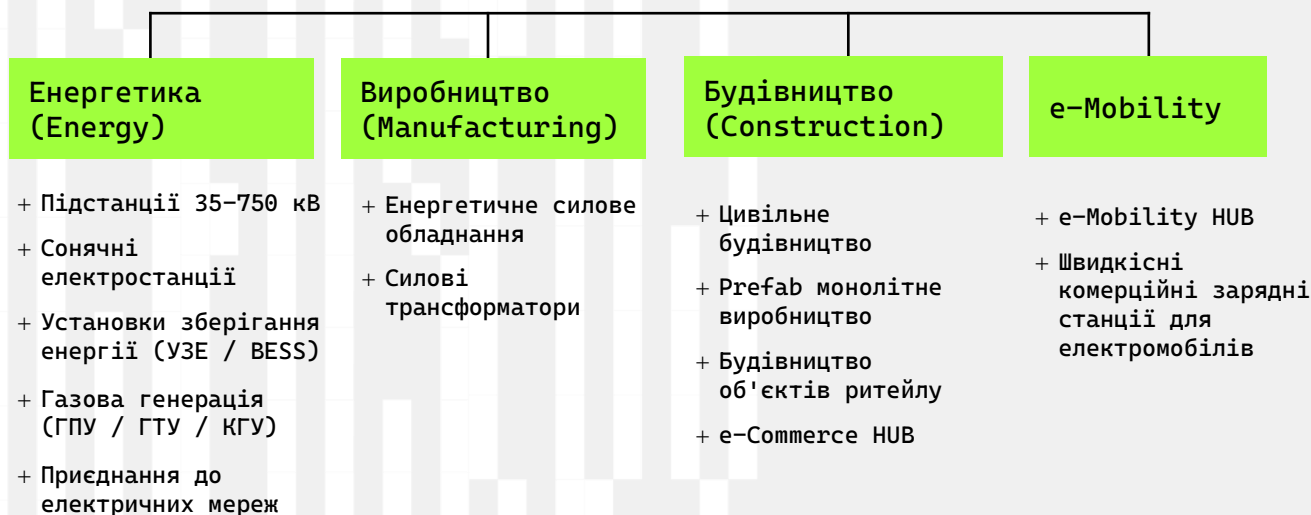 Енергетика
(Energy)
+ Підстанції 35–750 кВ
+ Сонячні
електростанції
+ Установки зберігання
енергії (УЗЕ / BESS)
+ Газова генерація
(ГПУ / ГТУ / КГУ)
+ Приєднання до
електричних мереж
Виробництво
(Manufacturing)
+ Енергетичне силове
обладнання
+ Силові
трансформатори
Будівництво
(Construction)
+ Цивільне
будівництво
+ Prefab монолітне
виробництво
+ Будівництво
об'єктів ритейлу
+ e-Commerce HUB
e-Mobility
+ e-Mobility HUB
+ Швидкісні
комерційні зарядні
станції для
електромобілів